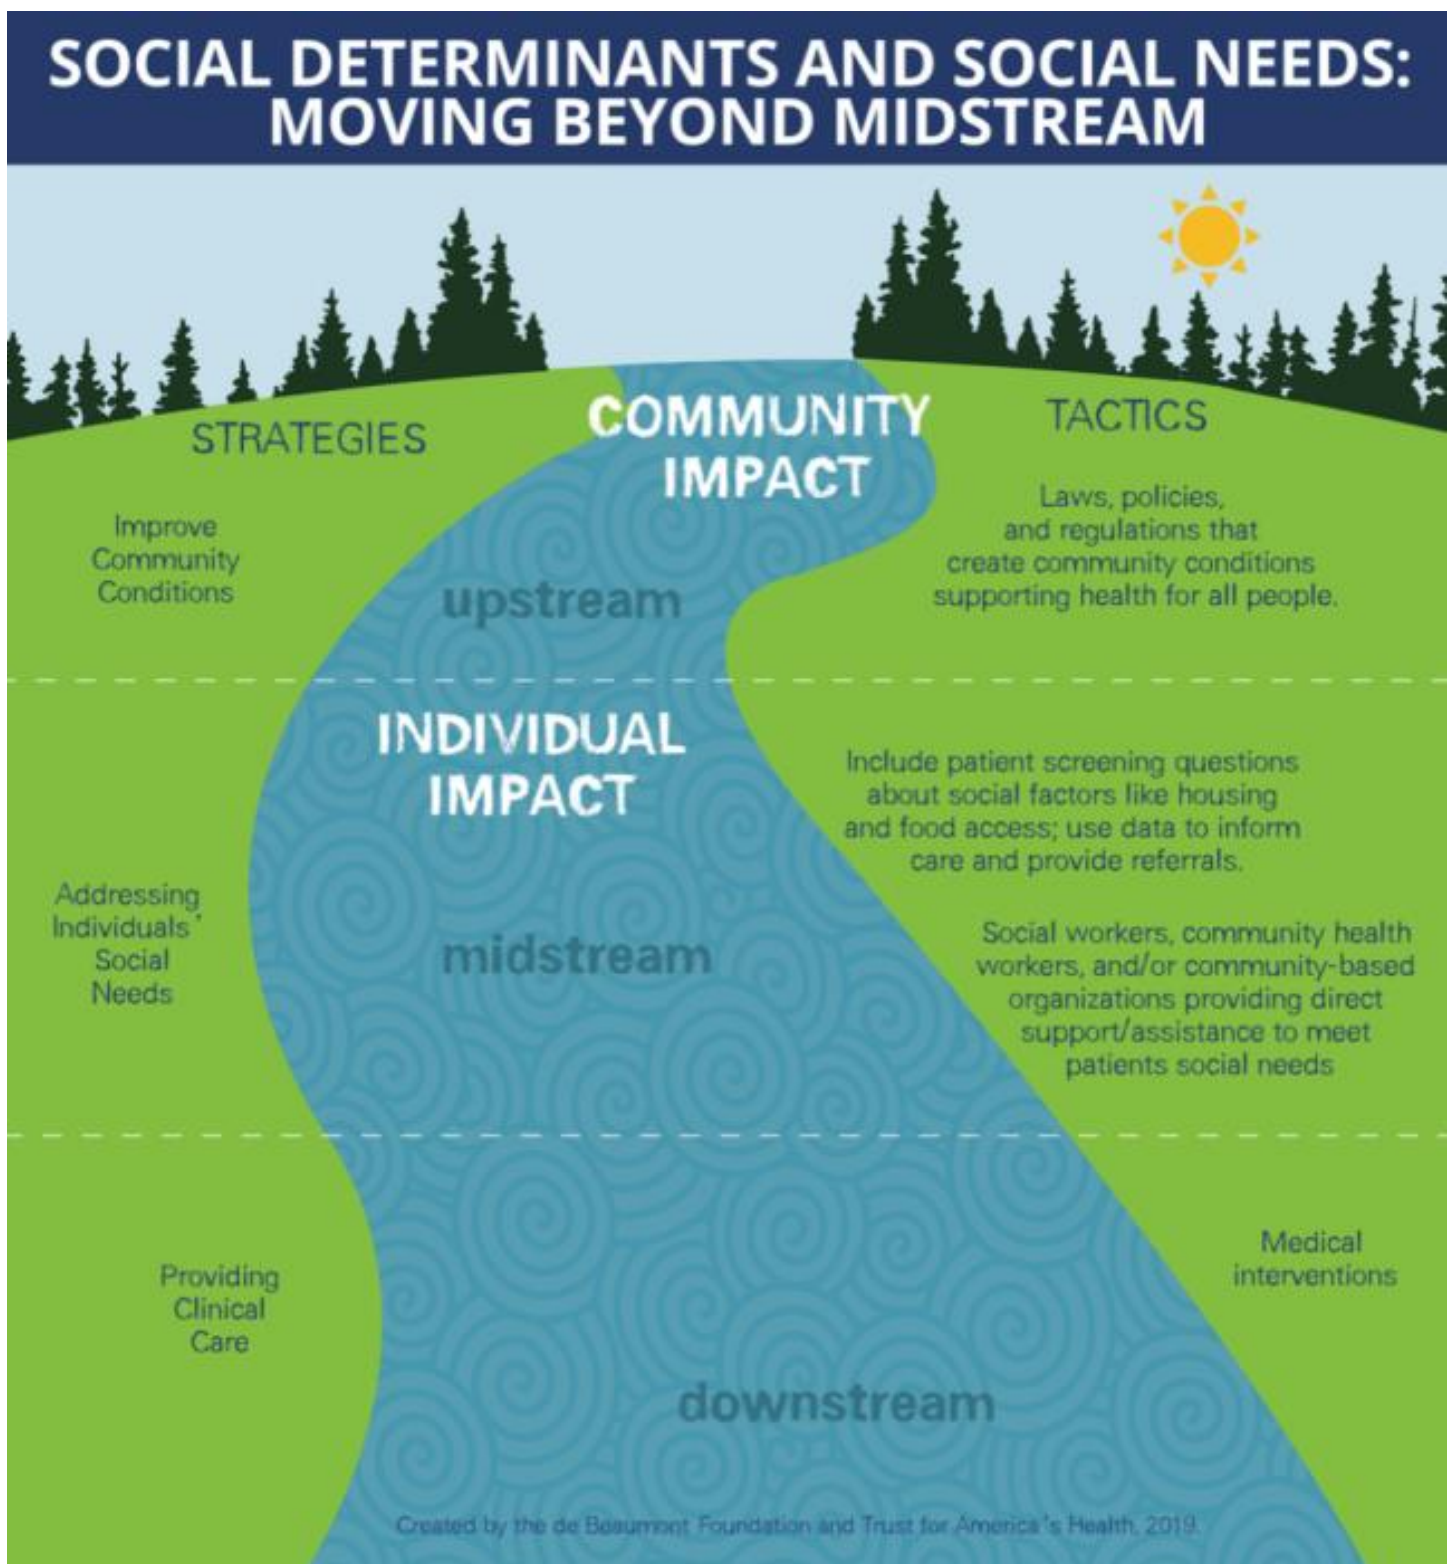 SOCIAL DETERMINANTS AND SOCIAL NEEDS:
MOVING BEYOND MIDSTREAM
STRATEGIES
COMMUNITY
IMPACT
TACTICS
Improve
Community
Conditions
upstream
Laws, policies,
and regulations that
create community conditions
supporting health for all people.
INDIVIDUAL
IMPACT
Addressing
Individuals'
Social
Needs
midstream
Include patient screening questions
about social factors like housing
and food access; use data to inform
care and provide referrals.
Social workers, community health
workers, and/or community-based
organizations providing direct
support/assistance to meet
patients social needs
Providing
Clinical
Care
downstream
Medical
interventions
Created by the de Beaumont Foundation and Trust for America's Health, 2019.